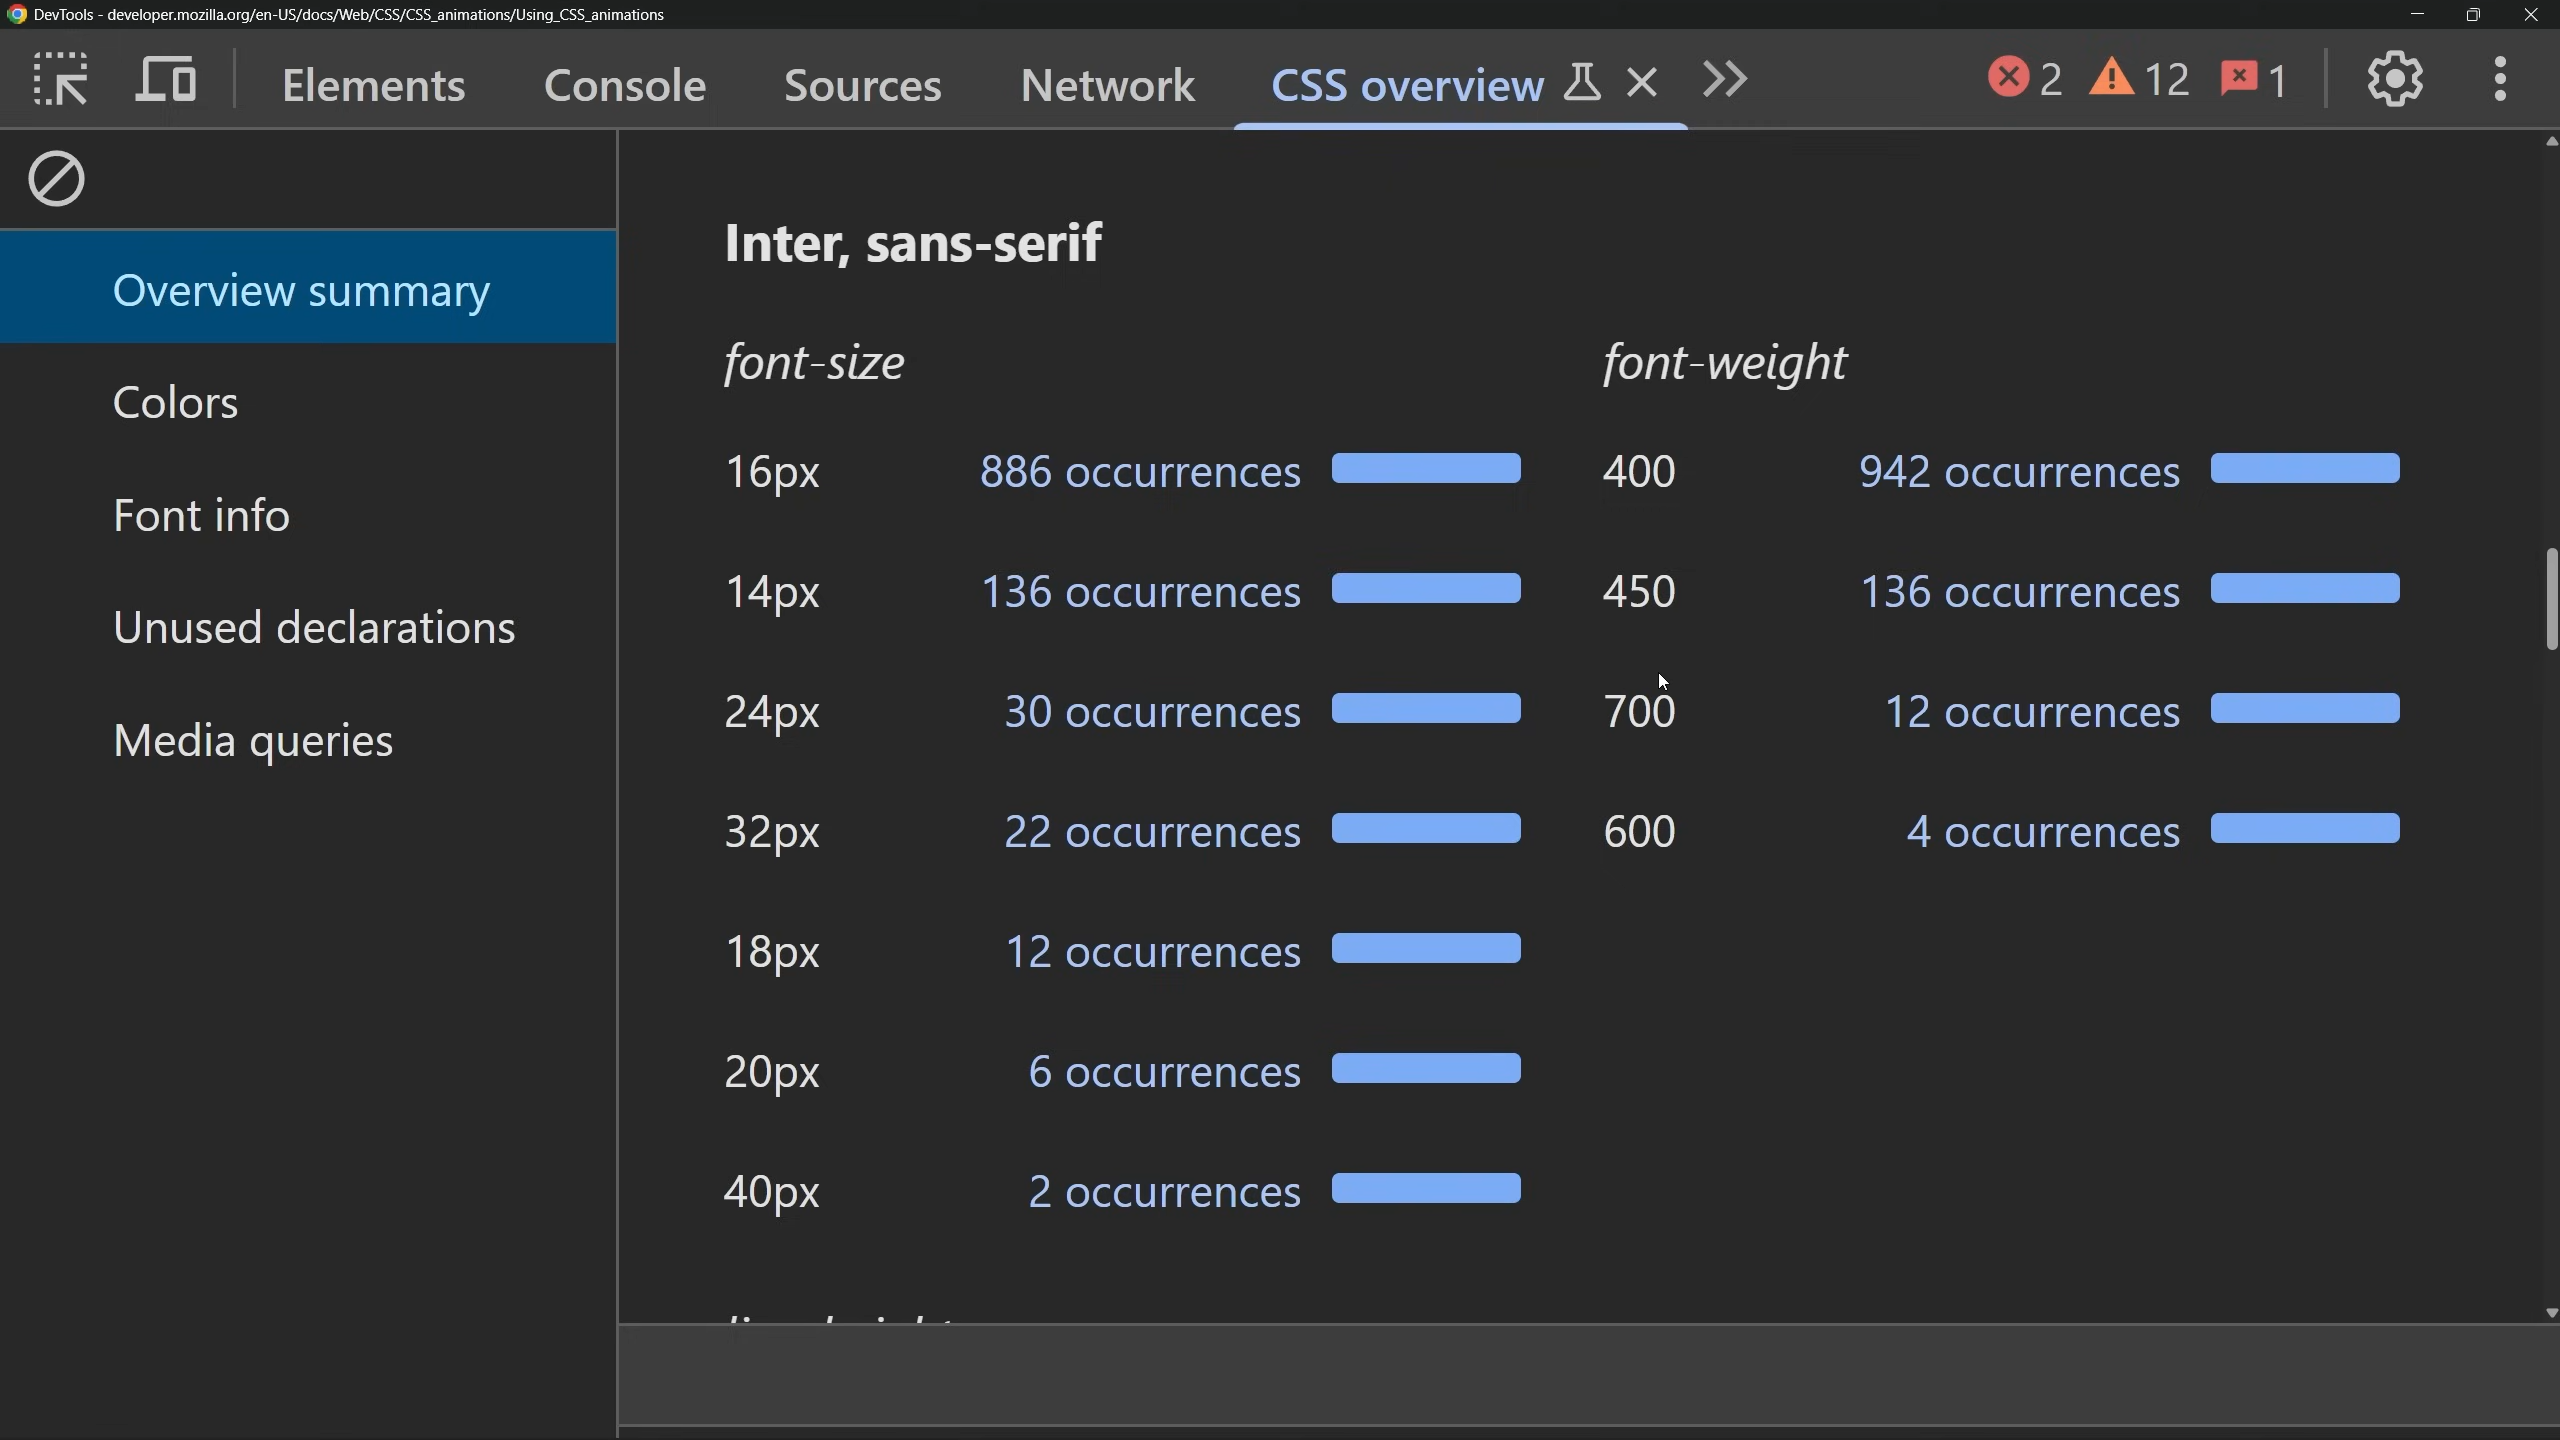 DevTools - developer.mozilla.org/en-US/docs/Web/CSS/CSS_animations/Using_CSS_animations
Elements Console Sources Network CSS overview 2 12 1
Overview summary
Colors
Font info
Unused declarations
Media queries
Inter, sans-serif
font-size font-weight
16px 886 occurrences 400 942 occurrences
14px 136 occurrences 450 136 occurrences
24px 30 occurrences 700 12 occurrences
32px 22 occurrences 600 4 occurrences
18px 12 occurrences
20px 6 occurrences
40px 2 occurrences